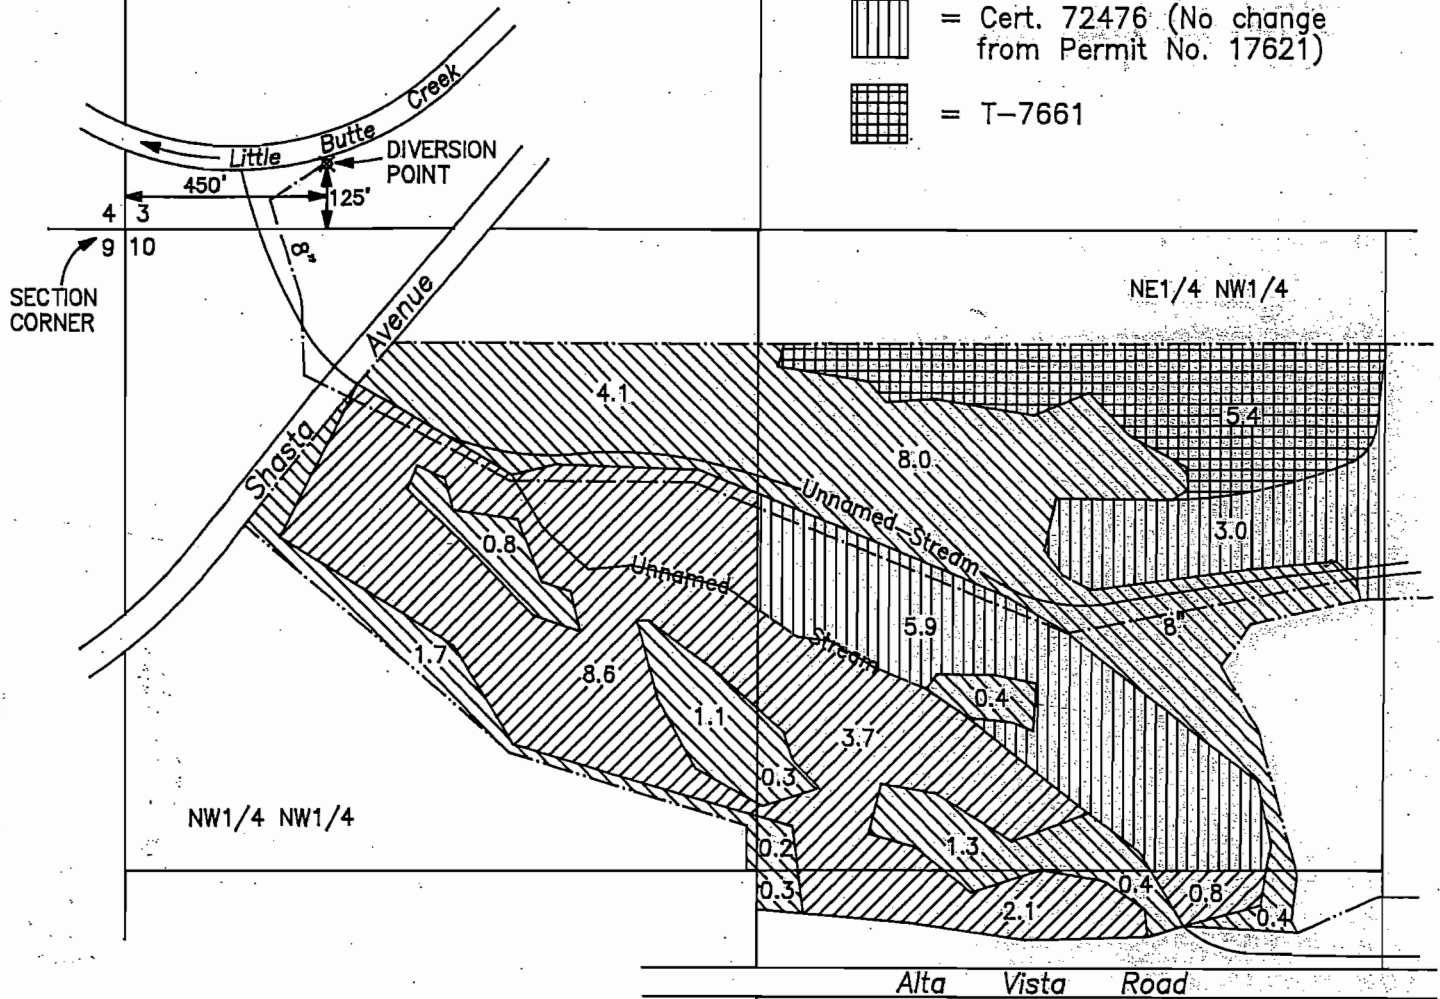 = Cert. 72476 (No change
from Permit No. 17621)
= T-7661
Little Butte Creek
DIVERSION
POINT
450'
125'
4 3
9 10
8"
SECTION
CORNER
NE1/4 NW1/4
Shasta Avenue
4.1
5.4
8.0
Unnamed Stream
3.0
0.8
Unnamed Stream
5.9
8"
1.7
8.6
0.4
1.1
3.7
0.3
NW1/4 NW1/4
0.2
1.3
0.3
0.4
0.8
2.1
0.4
Alta Vista Road